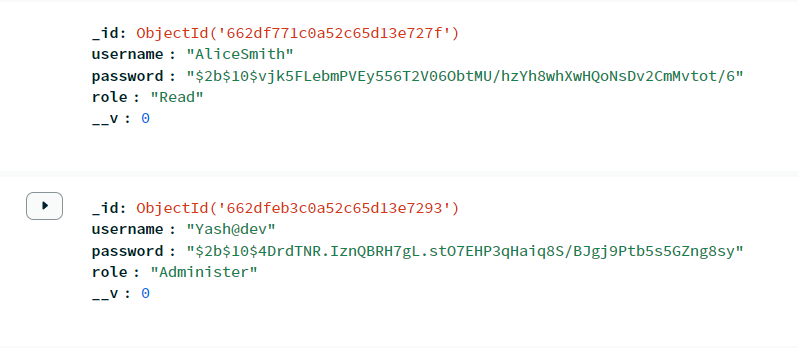 _id: ObjectId('662df771c0a52c65d13e727f')
username: "AliceSmith"
password: "$2b$10$vjk5FLebmPVEy556T2V06ObtMU/hzYh8whXwHQoNsDv2CmMvtot/6"
role: "Read"
__v: 0
_id: ObjectId('662dfeb3c0a52c65d13e7293')
username: "Yash@dev"
password: "$2b$10$4DrdTNR.IznQBRH7gL.stO7EHP3qHaiq8S/BJgj9Ptb5s5GZng8sy"
role: "Administer"
__v: 0